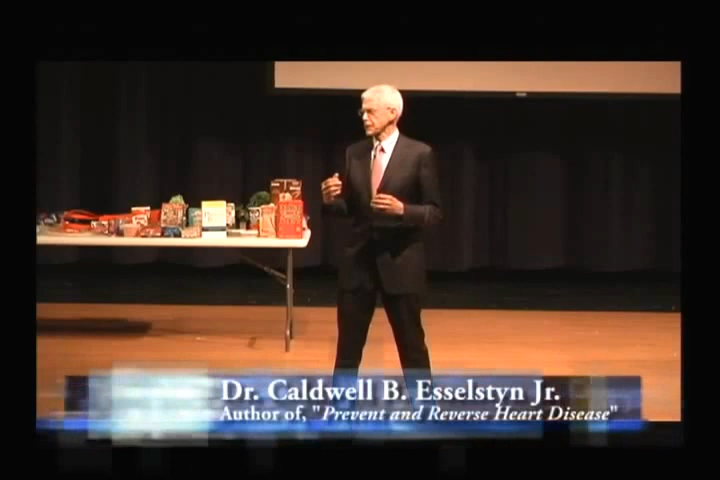 Dr. Caldwell B. Esselstyn Jr.
Author of, "Prevent and Reverse Heart Disease"